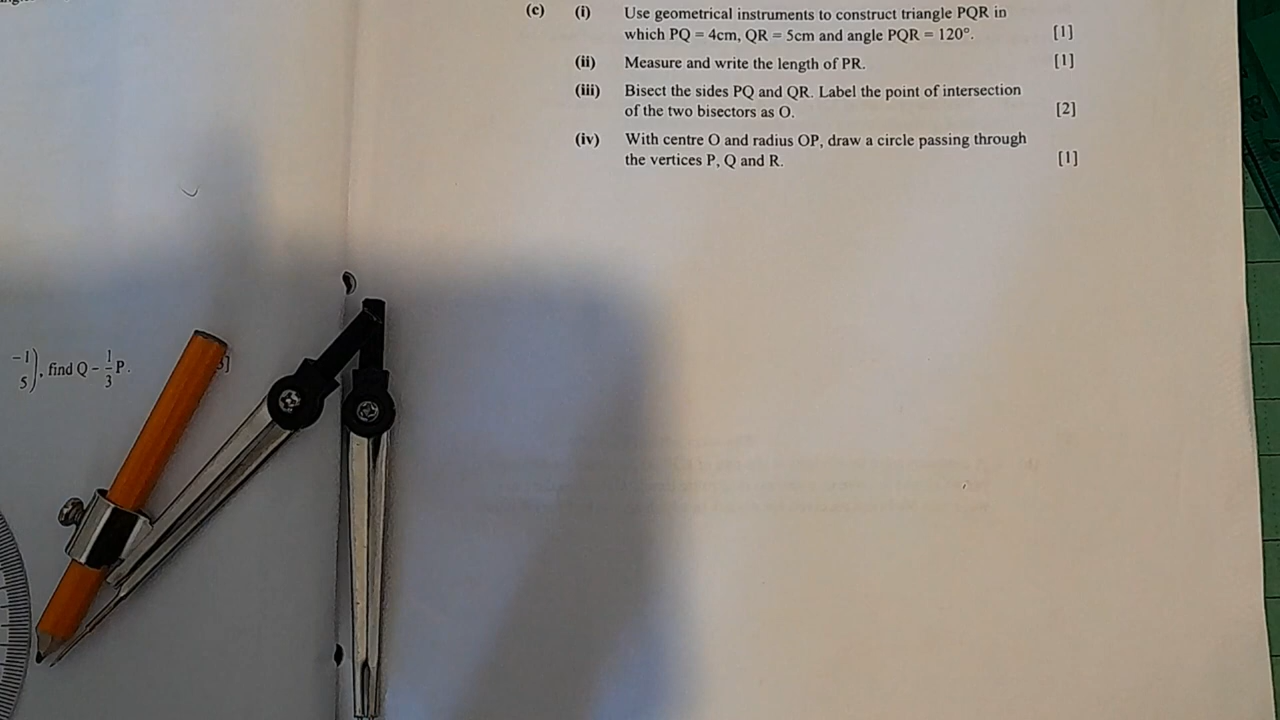 (c) (i) Use geometrical instruments to construct triangle PQR in
which PQ = 4cm, QR = 5cm and angle PQR = 120°. [1]
(ii) Measure and write the length of PR. [1]
(iii) Bisect the sides PQ and QR. Label the point of intersection
of the two bisectors as O. [2]
(iv) With centre O and radius OP, draw a circle passing through
the vertices P, Q and R. [1]
-1
5), find Q - 1/3 P.